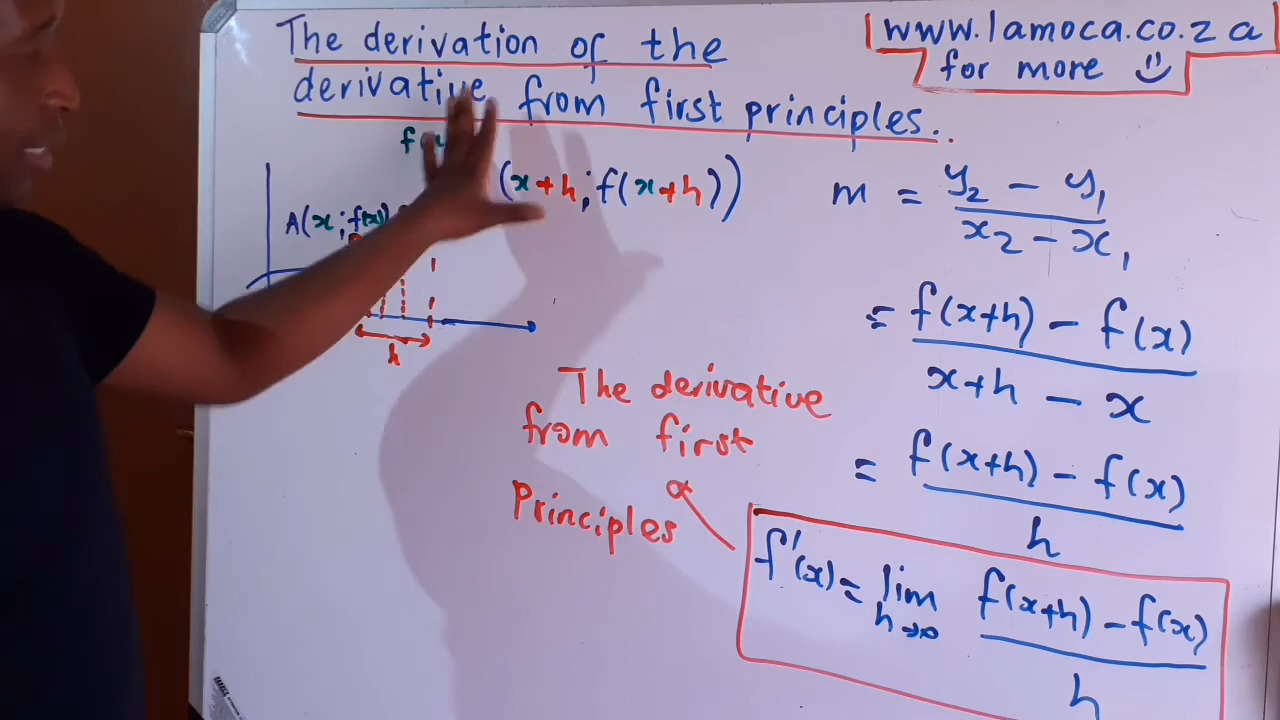 The derivation of the
derivative from first principles..
www.lamoca.co.za
for more
(x+h;f(x+h))
A(x;f(x))
h
m = y₂ - y₁
x₂ - x₁
= f(x+h) - f(x)
x+h - x
= f(x+h) - f(x)
h
The derivative
from first
Principles
f'(x) = lim f(x+h) - f(x)
h→0
h